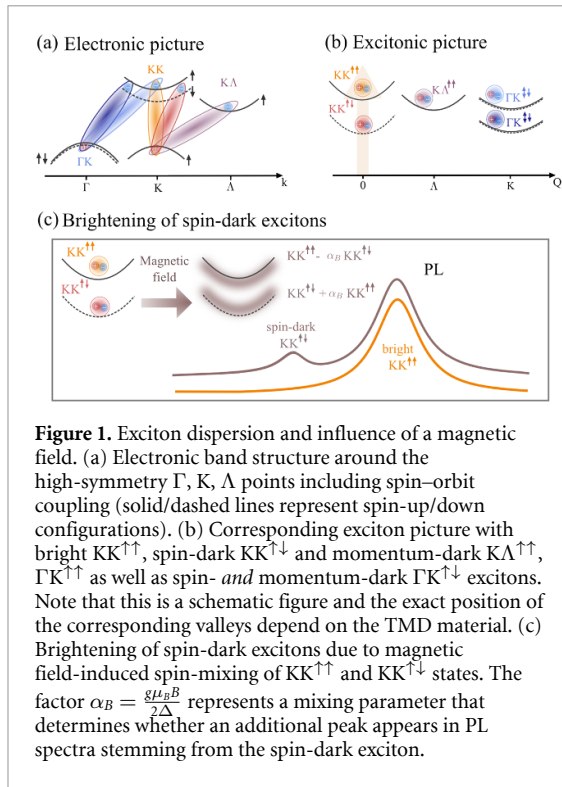 (a) Electronic picture
KK
↑
↓
KΛ
↑
↑↓
ΓK
↑
Γ
K
Λ
k
(b) Excitonic picture
KK↑↑
KK↑↓
KΛ↑↑
0
Λ
K
Q
(c) Brightening of spin-dark excitons
KK↑↑
KK↑↓
Magnetic
field
KK↑↑- αB KK↑↓
KK↑↓+αB KK↑↑
PL
spin-dark
KK↑↓
bright
KK↑↑
Figure 1. Exciton dispersion and influence of a magnetic
field. (a) Electronic band structure around the
high-symmetry Γ, K, Λ points including spin–orbit
coupling (solid/dashed lines represent spin-up/down
configurations). (b) Corresponding exciton picture with
bright KK↑↑, spin-dark KK↑↓ and momentum-dark KΛ↑↑,
ΓK↑↑ as well as spin- and momentum-dark ΓK↑↓ excitons.
Note that this is a schematic figure and the exact position of
the corresponding valleys depend on the TMD material. (c)
Brightening of spin-dark excitons due to magnetic
field-induced spin-mixing of KK↑↑ and KK↑↓ states. The
factor αB = gμBB/2Δ represents a mixing parameter that
determines whether an additional peak appears in PL
spectra stemming from the spin-dark exciton.